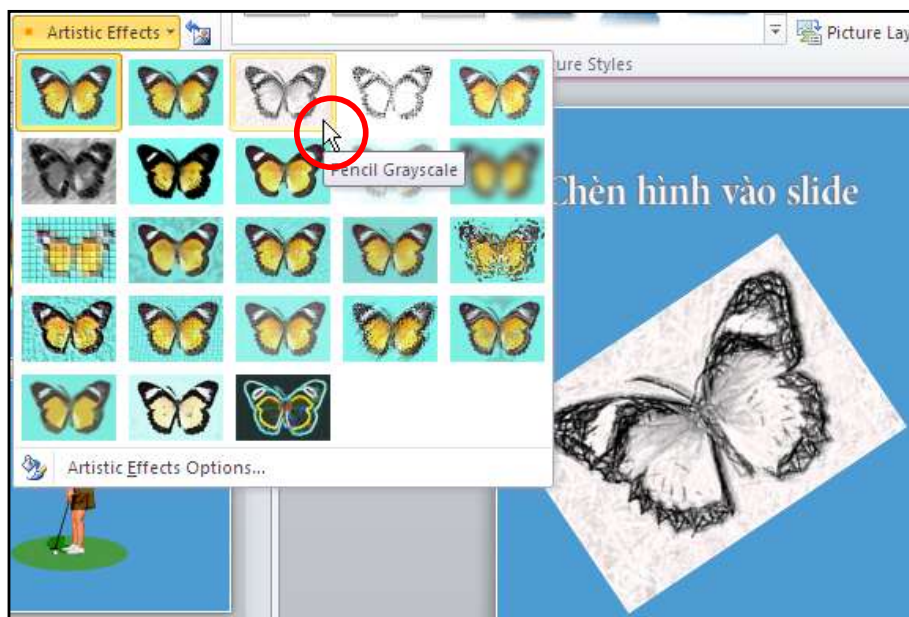 Artistic Effects
Picture Lay
ure Styles
Pencil Grayscale
Chèn hình vào slide
Artistic Effects Options...